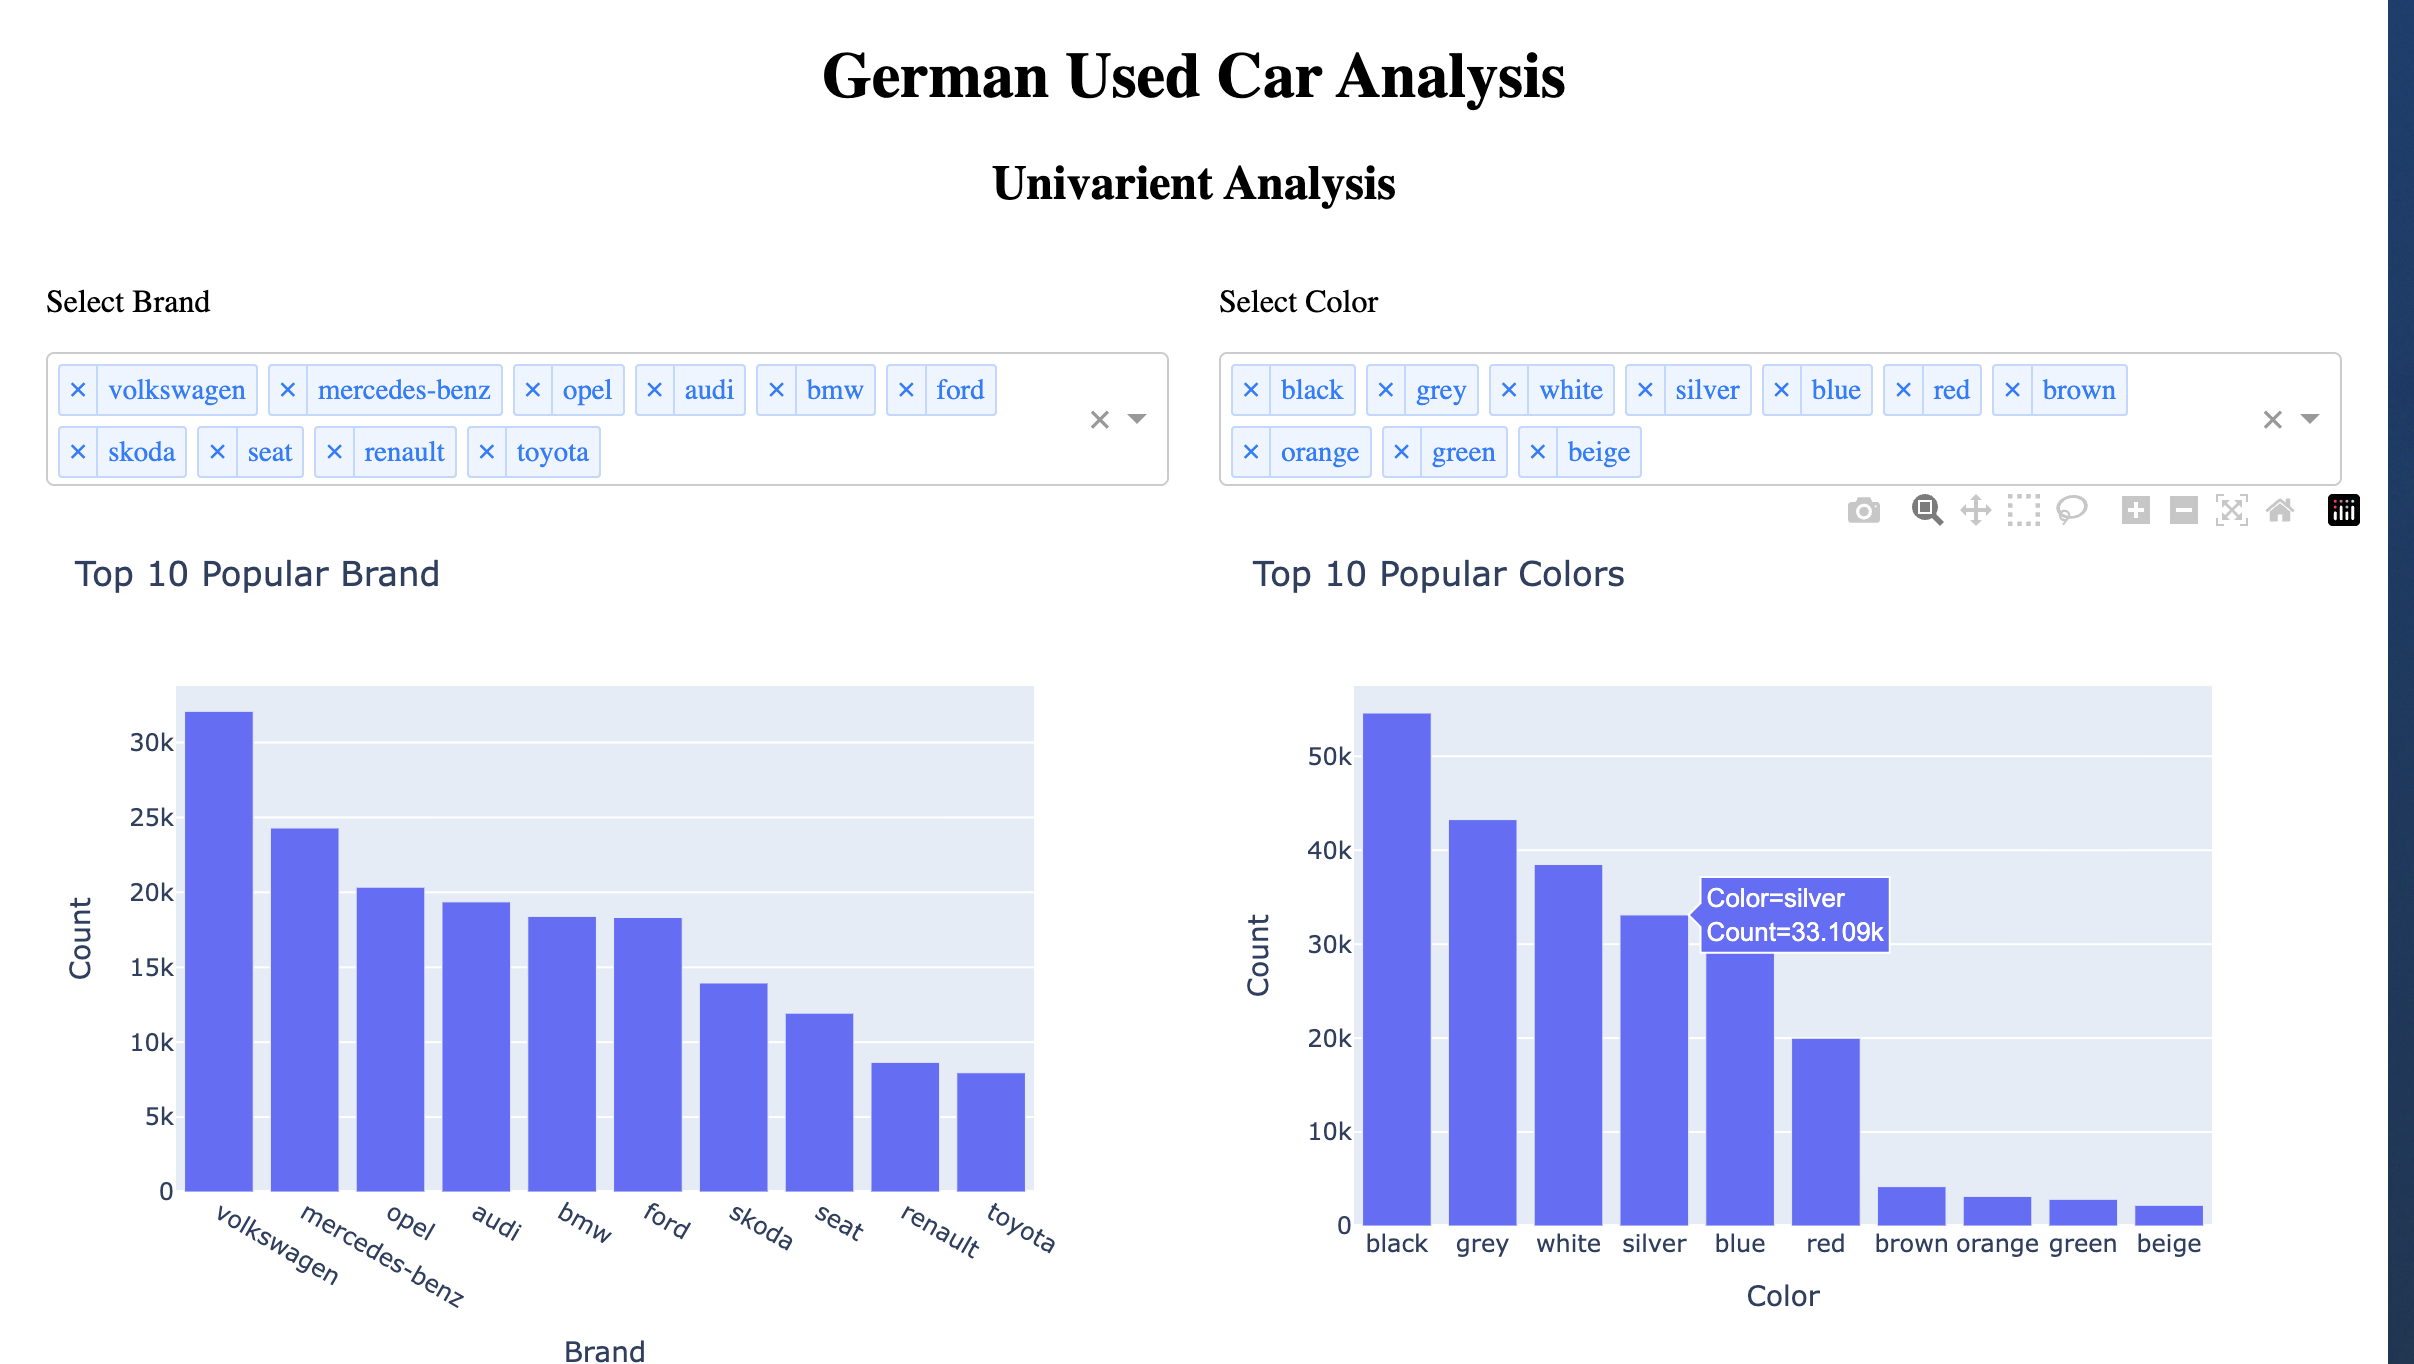 German Used Car Analysis
Univarient Analysis
Select Brand
× volkswagen × mercedes-benz × opel × audi × bmw × ford
× skoda × seat × renault × toyota
Select Color
× black × grey × white × silver × blue × red × brown
× orange × green × beige
Top 10 Popular Brand
30k
25k
20k
15k
10k
5k
0
Count
volkswagen mercedes-benz opel audi bmw ford skoda seat renault toyota
Brand
Top 10 Popular Colors
50k
40k
30k
20k
10k
0
Count
Color=silver
Count=33.109k
black grey white silver blue red brown orange green beige
Color